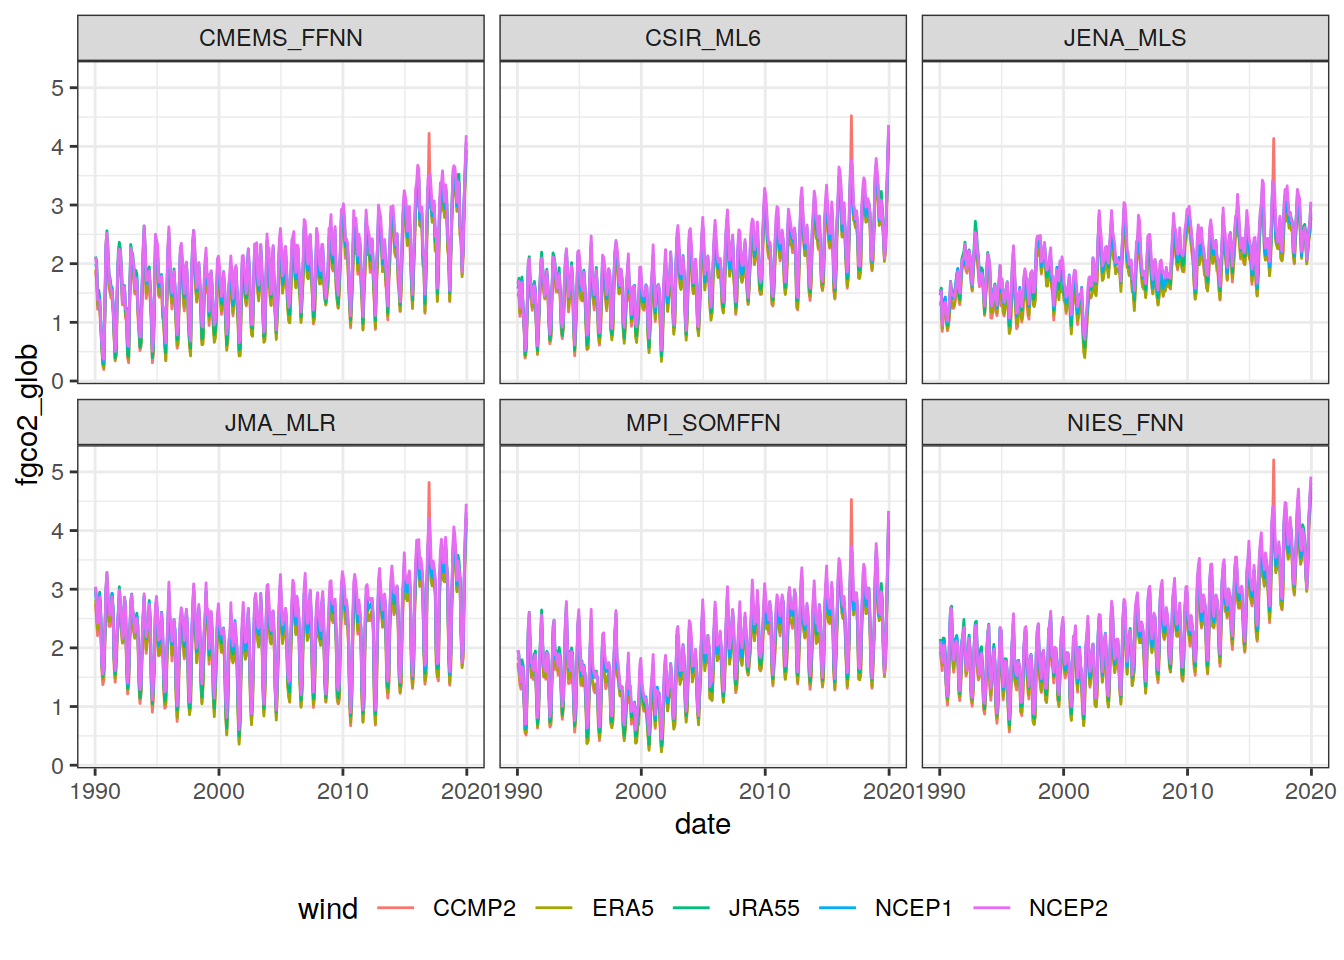 CMEMS_FFNN CSIR_ML6 JENA_MLS
5
4
3
2
1
0
fgco2_glob
JMA_MLR MPI_SOMFFN NIES_FNN
5
4
3
2
1
0
1990 2000 2010 2020 1990 2000 2010 2020 1990 2000 2010 2020
date
wind CCMP2 ERA5 JRA55 NCEP1 NCEP2